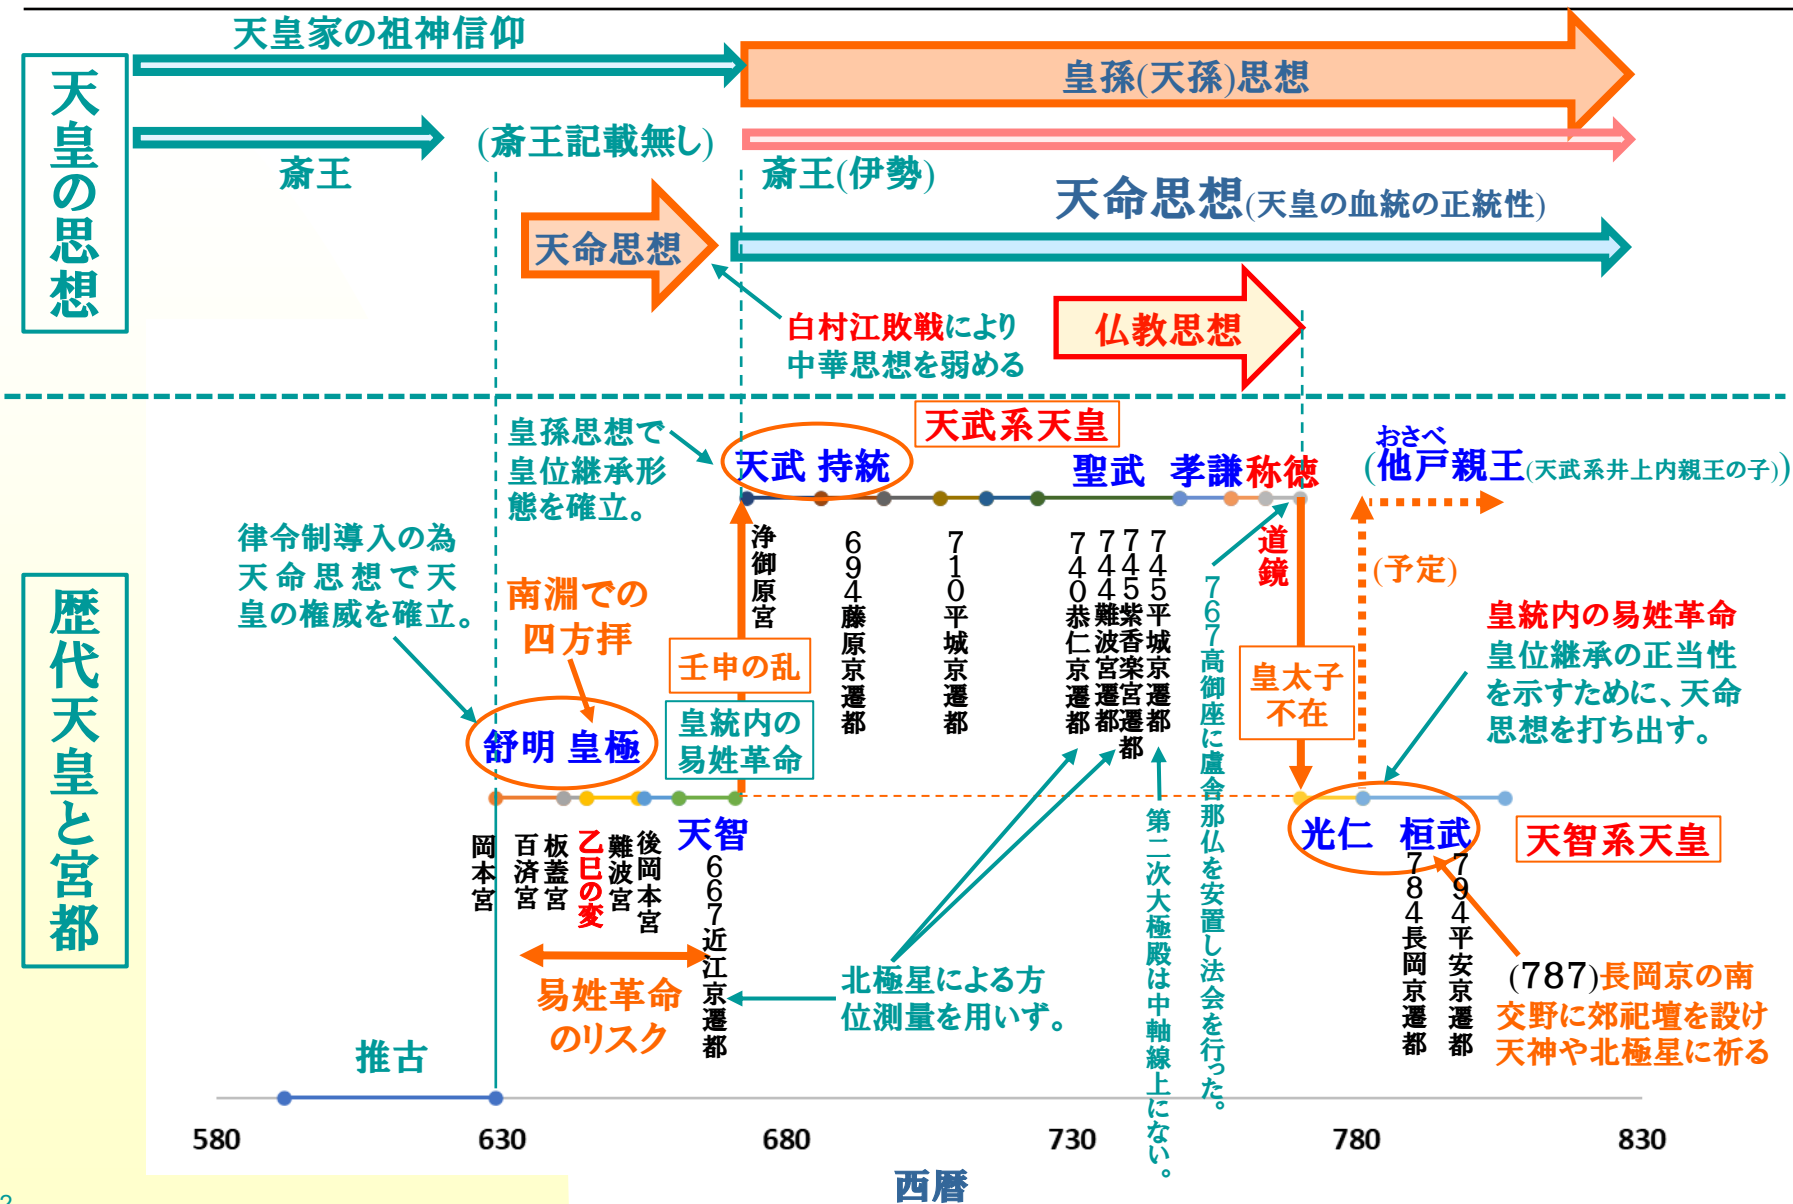 天皇の思想
天皇家の祖神信仰
皇孫(天孫)思想
斎王
(斎王記載無し)
斎王(伊勢)
天命思想
天命思想(天皇の血統の正統性)
白村江敗戦により
中華思想を弱める
仏教思想
歴代天皇と宮都
皇孫思想で
皇位継承形
態を確立。
天武 持統
天武系天皇
聖武 孝謙 称徳
おさべ
(他戸親王(天武系井上内親王の子))
律令制導入の為
天命思想で天
皇の権威を確立。
南淵での
四方拝
壬申の乱
皇統内の
易姓革命
浄御原宮
694藤原京遷都
710平城京遷都
740恭仁京遷都
744難波宮遷都
745紫香楽宮遷都
745平城京遷都
767高御座に盧舎那仏を安置し法会を行った。
道鏡
皇太子
不在
(予定)
皇統内の易姓革命
皇位継承の正当性
を示すために、天命
思想を打ち出す。
舒明 皇極
岡本宮
百済宮
板蓋宮
乙巳の変
難波宮
後岡本宮
天智
667近江京遷都
易姓革命
のリスク
北極星による方
位測量を用いず。
第二次大極殿は中軸線上にない。
光仁 桓武
天智系天皇
784長岡京遷都
794平安京遷都
(787)長岡京の南
交野に郊祀壇を設け
天神や北極星に祈る
推古
580 630 680 730 780 830
西暦
2